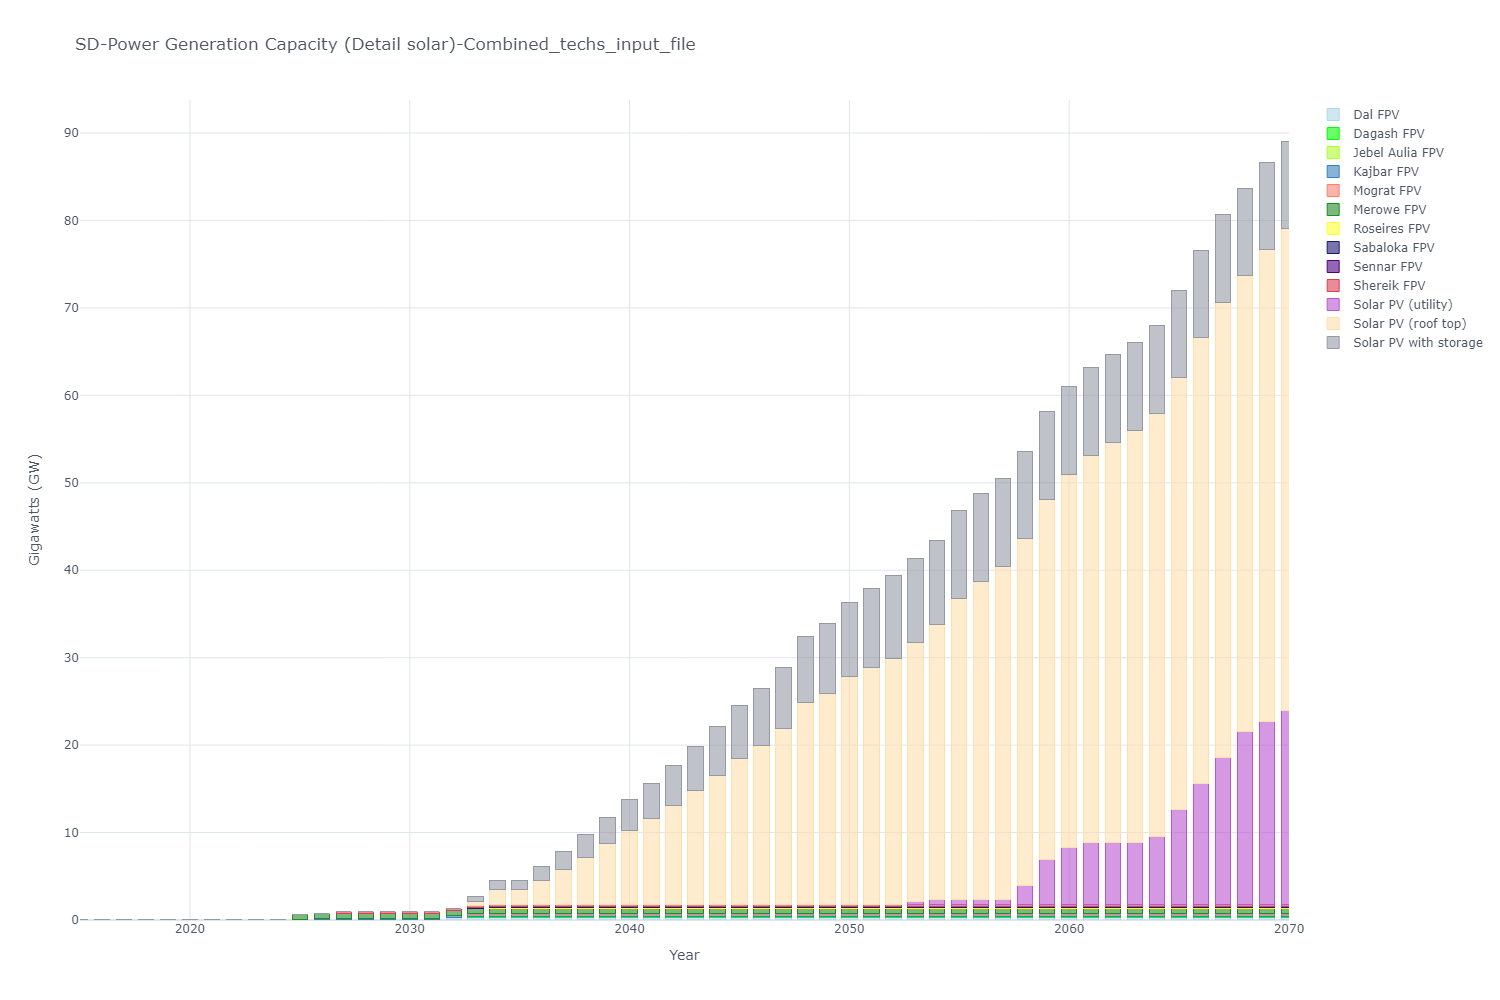 SD-Power Generation Capacity (Detail solar)-Combined_techs_input_file
Gigawatts (GW)
90
80
70
60
50
40
30
20
10
0
2020
2030
2040
2050
2060
2070
Year
Dal FPV
Dagash FPV
Jebel Aulia FPV
Kajbar FPV
Mograt FPV
Merowe FPV
Roseires FPV
Sabaloka FPV
Sennar FPV
Shereik FPV
Solar PV (utility)
Solar PV (roof top)
Solar PV with storage